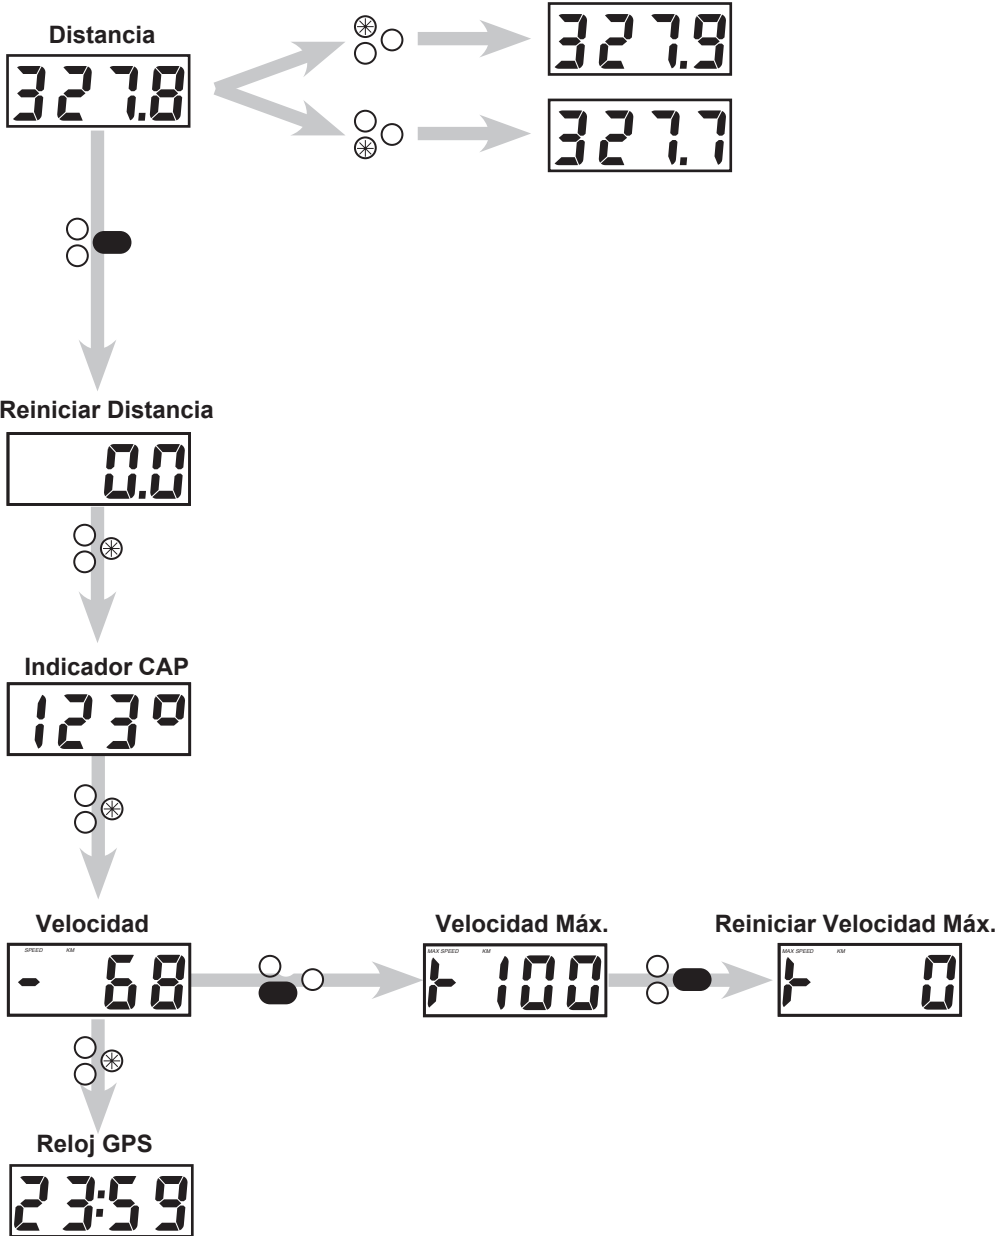 Distancia
327.8
327.9
327.7
Reiniciar Distancia
0.0
Indicador CAP
123°
Velocidad
SPEED KM
- 68
Velocidad Máx.
MAX SPEED KM
100
Reiniciar Velocidad Máx.
MAX SPEED KM
0
Reloj GPS
23:59